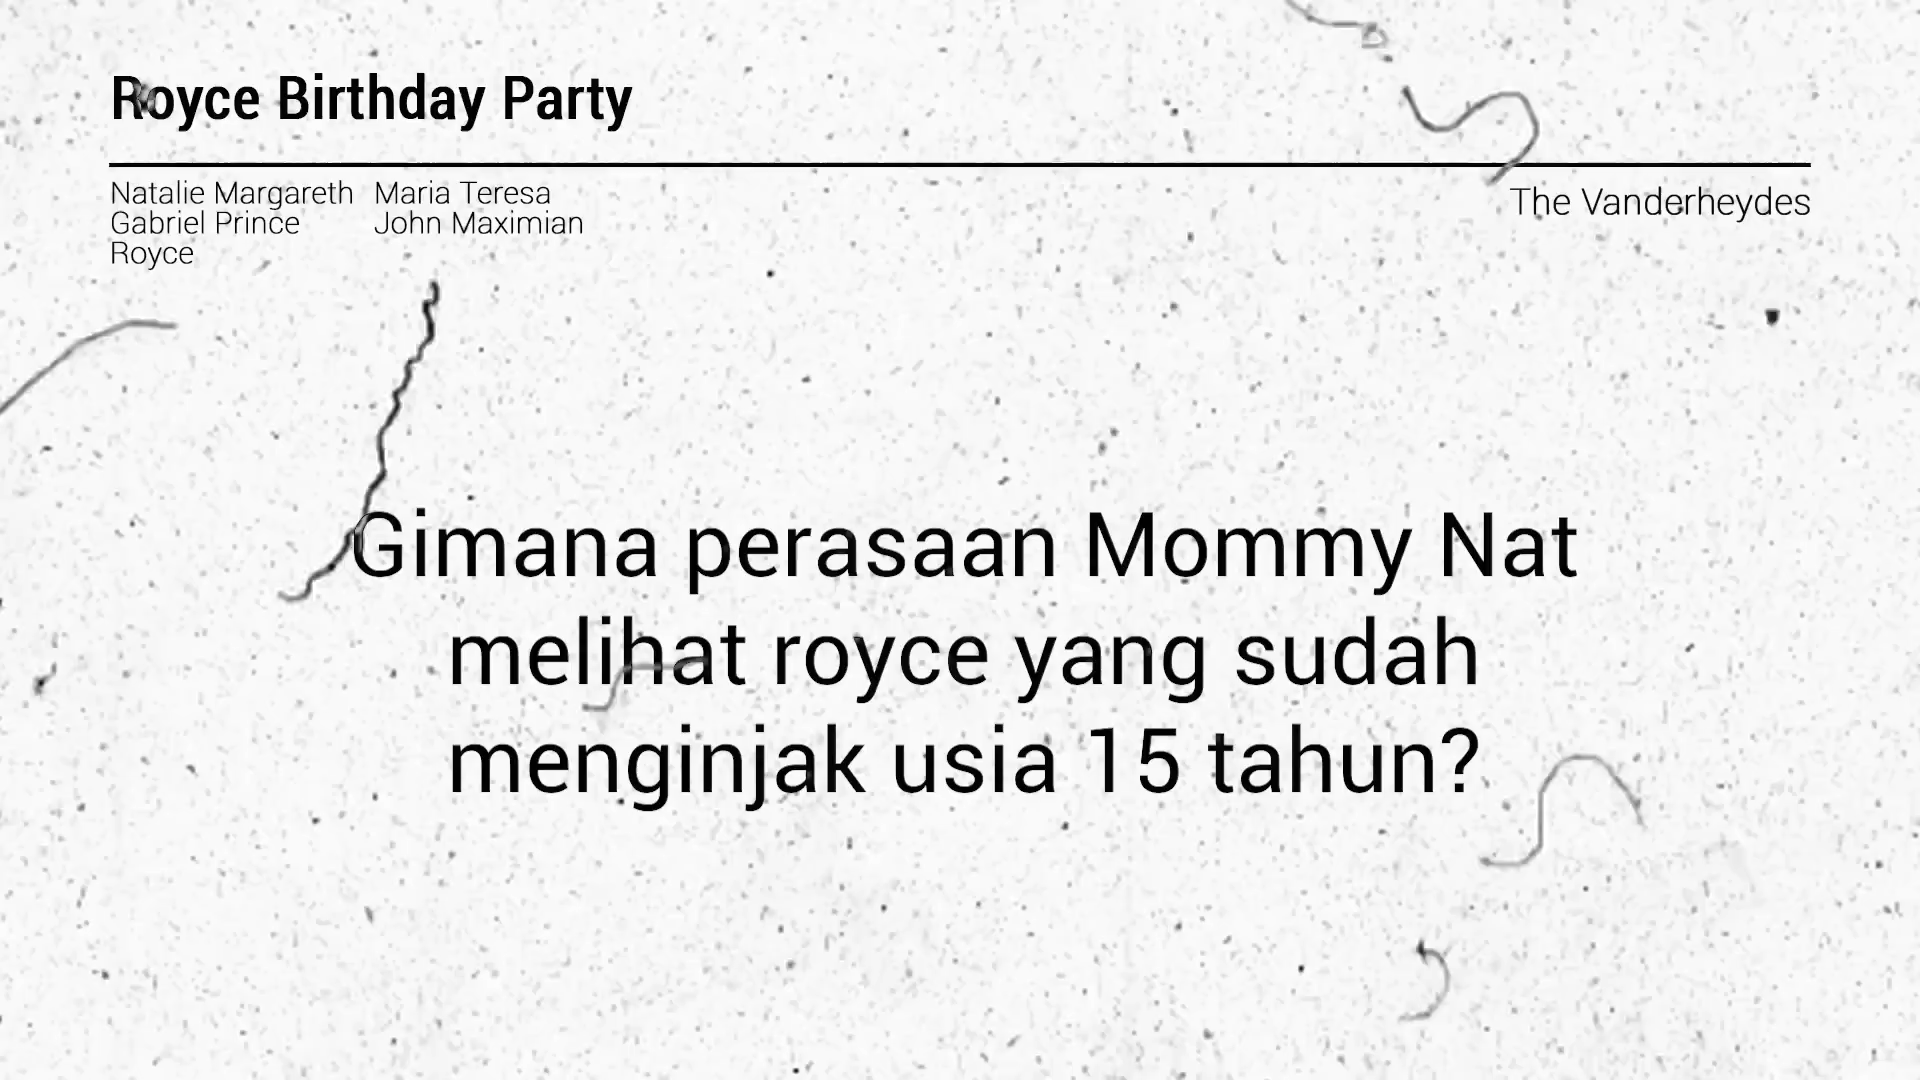 Royce Birthday Party
Natalie Margareth
Gabriel Prince
Royce
Maria Teresa
John Maximian
The Vanderheydes
Gimana perasaan Mommy Nat
melihat royce yang sudah
menginjak usia 15 tahun?